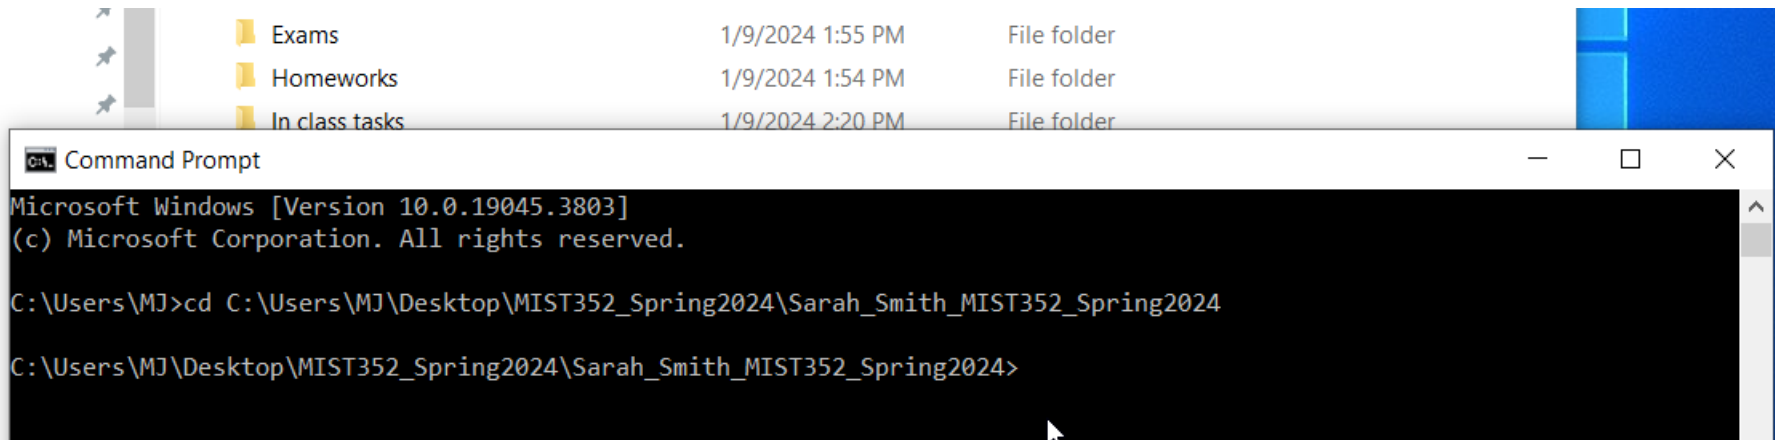 Exams 1/9/2024 1:55 PM File folder
Homeworks 1/9/2024 1:54 PM File folder
In class tasks 1/9/2024 2:20 PM File folder
C:\. Command Prompt
Microsoft Windows [Version 10.0.19045.3803]
(c) Microsoft Corporation. All rights reserved.
C:\Users\MJ>cd C:\Users\MJ\Desktop\MIST352_Spring2024\Sarah_Smith_MIST352_Spring2024
C:\Users\MJ\Desktop\MIST352_Spring2024\Sarah_Smith_MIST352_Spring2024>